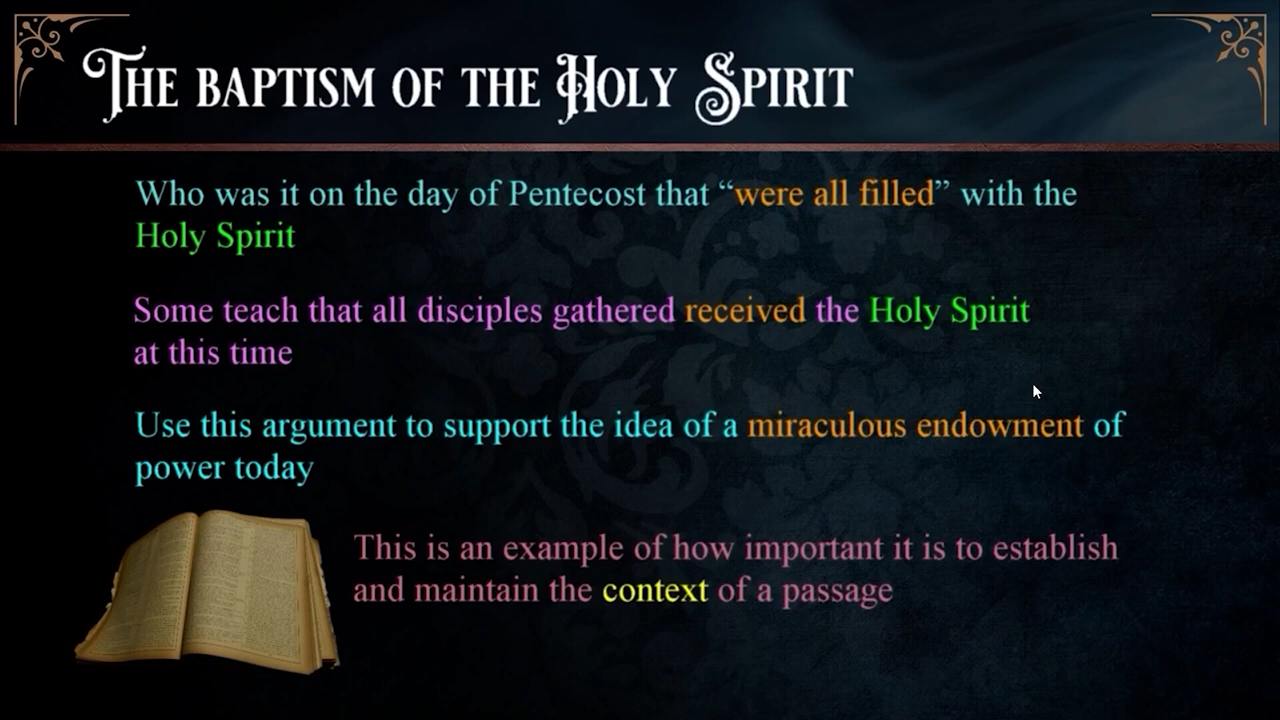 The baptism of the Holy Spirit
Who was it on the day of Pentecost that “were all filled” with the
Holy Spirit
Some teach that all disciples gathered received the Holy Spirit
at this time
Use this argument to support the idea of a miraculous endowment of
power today
This is an example of how important it is to establish
and maintain the context of a passage